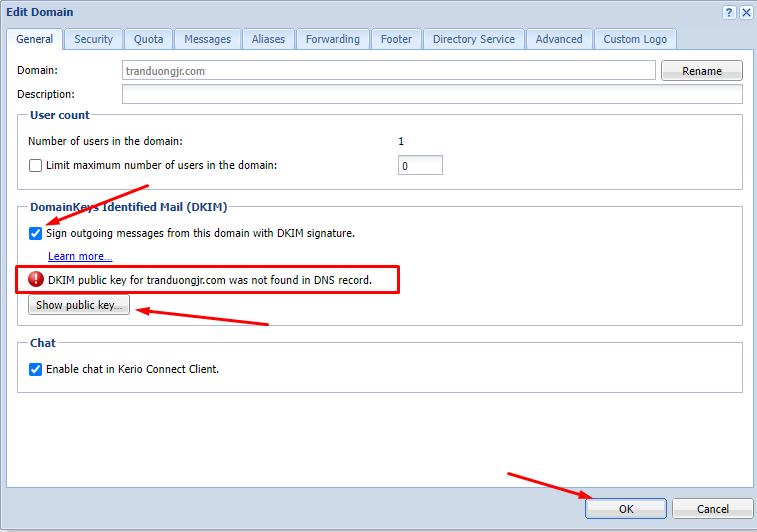 Edit Domain
General Security Quota Messages Aliases Forwarding Footer Directory Service Advanced Custom Logo
Domain: tranduongjr.com Rename
Description:
User count
Number of users in the domain: 1
Limit maximum number of users in the domain: 0
DomainKeys Identified Mail (DKIM)
Sign outgoing messages from this domain with DKIM signature.
Learn more...
DKIM public key for tranduongjr.com was not found in DNS record.
Show public key...
Chat
Enable chat in Kerio Connect Client.
OK Cancel